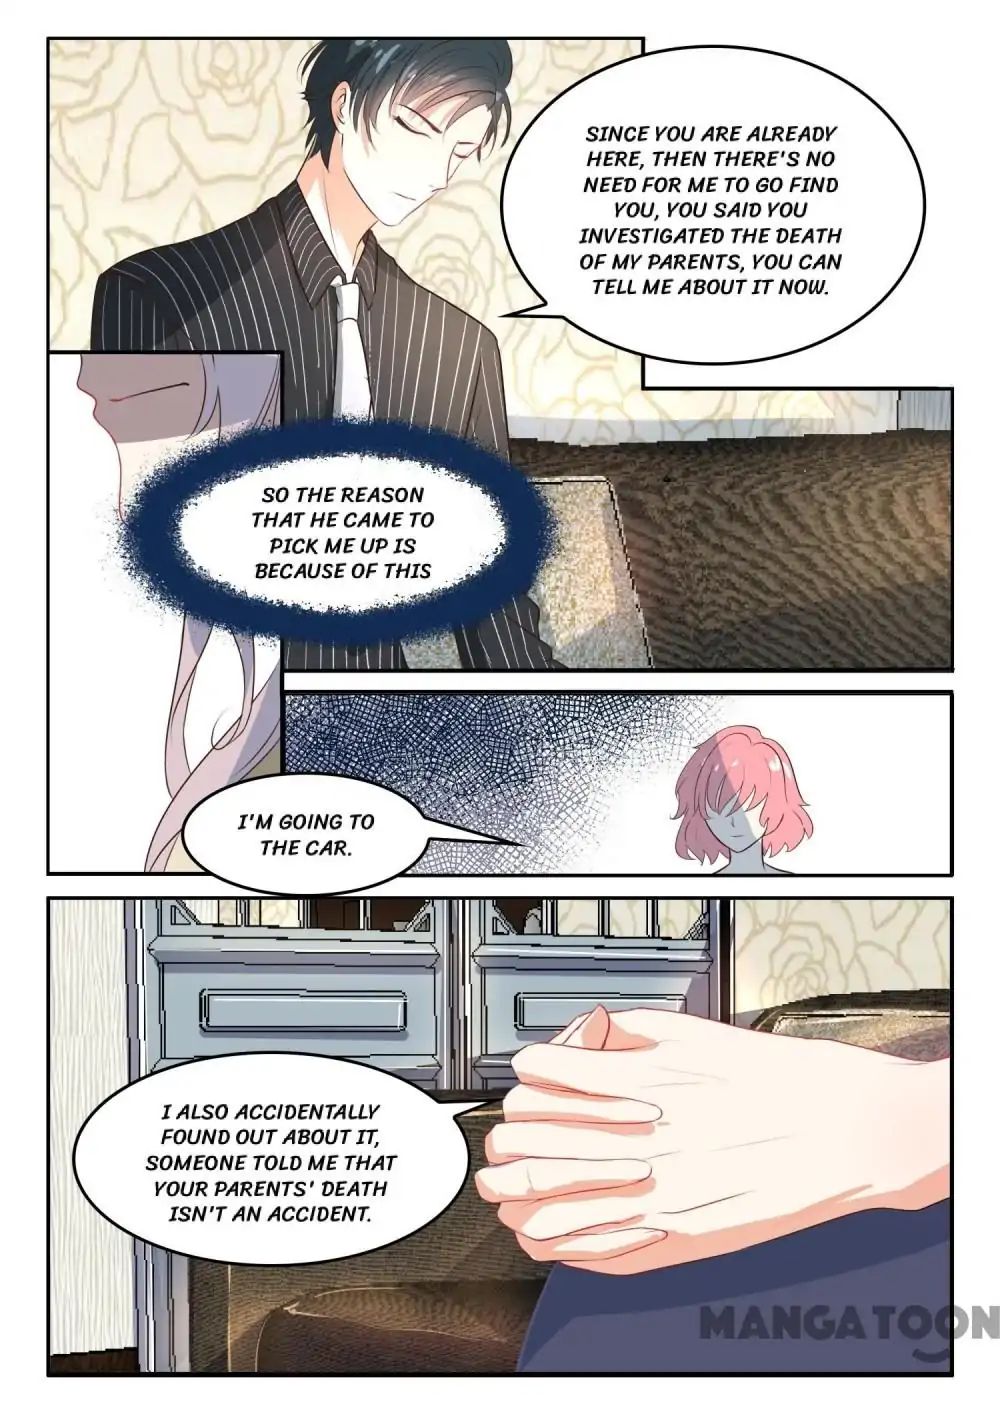 SINCE YOU ARE ALREADY
HERE, THEN THERE'S NO
NEED FOR ME TO GO FIND
YOU, YOU SAID YOU
INVESTIGATED THE DEATH
OF MY PARENTS, YOU CAN
TELL ME ABOUT IT NOW.
SO THE REASON
THAT HE CAME TO
PICK ME UP IS
BECAUSE OF THIS
I'M GOING TO
THE CAR.
I ALSO ACCIDENTALLY
FOUND OUT ABOUT IT,
SOMEONE TOLD ME THAT
YOUR PARENTS' DEATH
ISN'T AN ACCIDENT.
MANGATOON